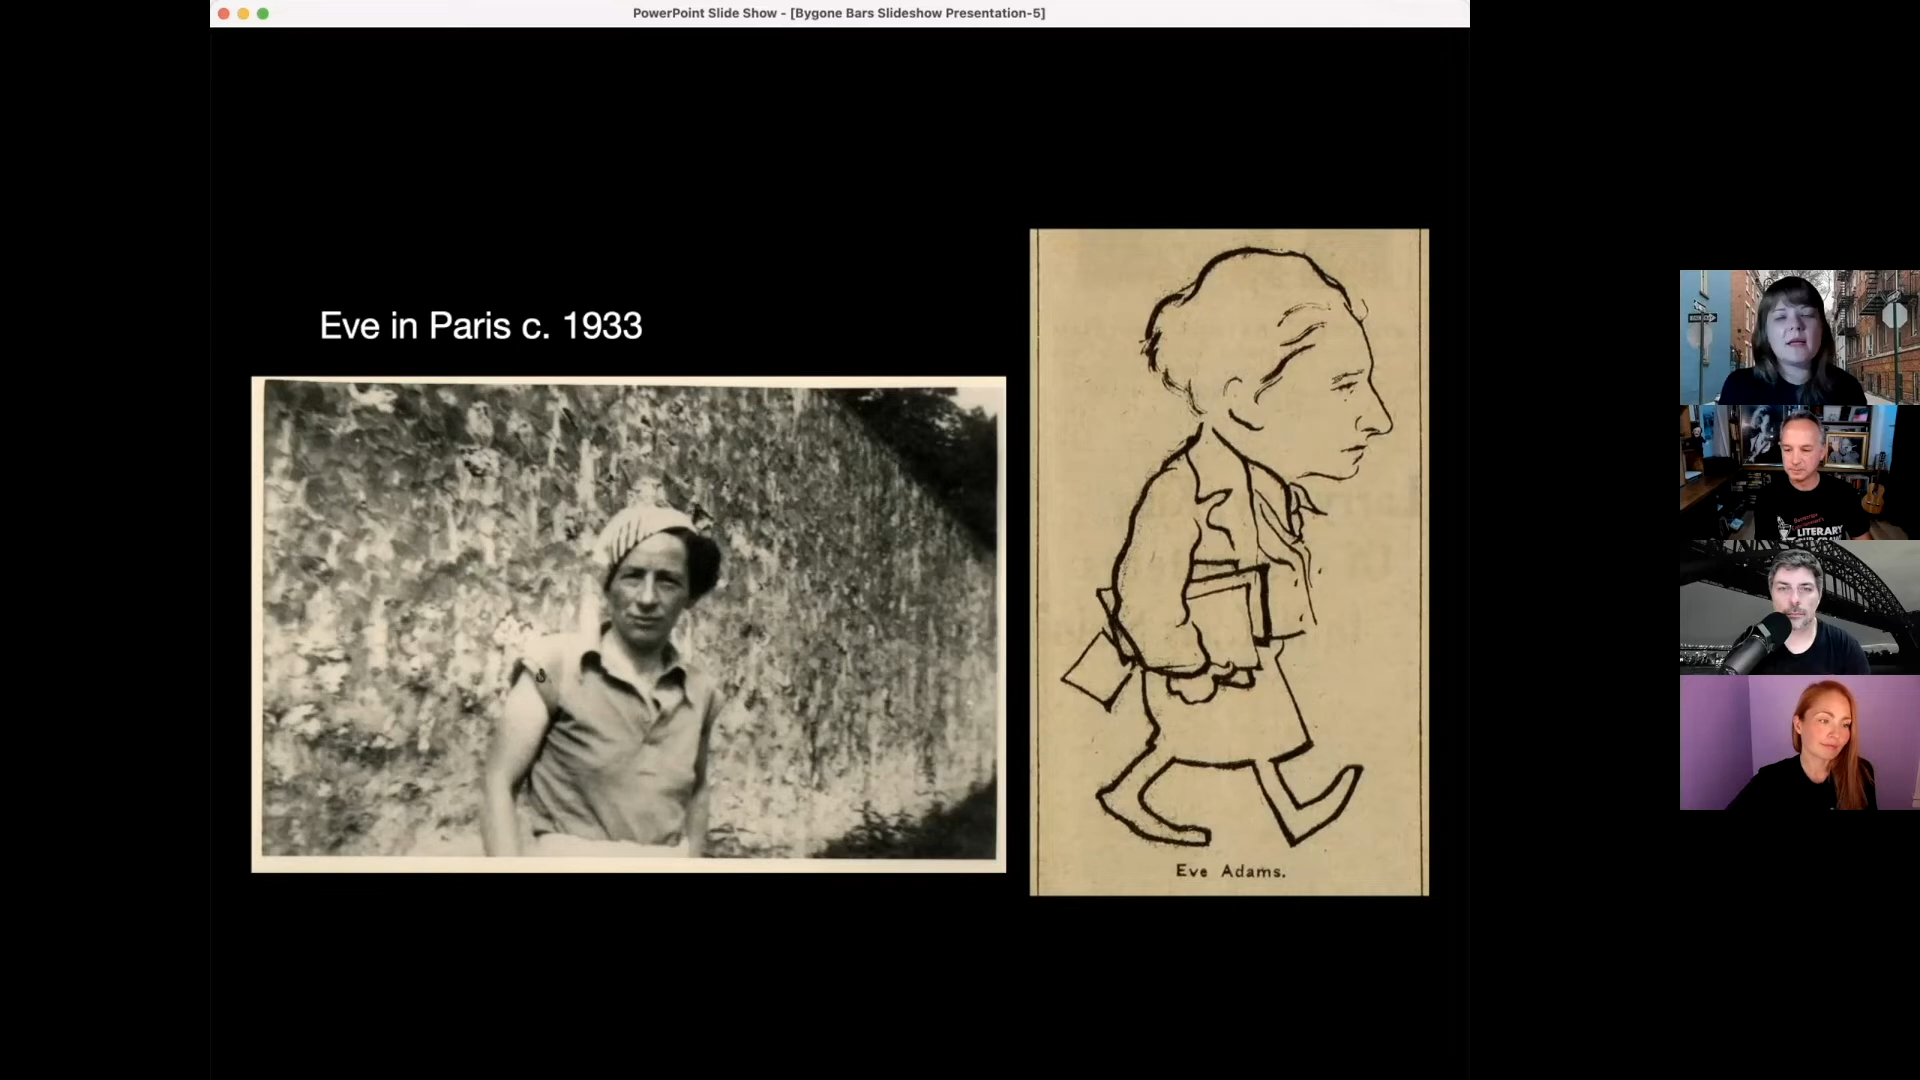 PowerPoint Slide Show - [Bygone Bars Slideshow Presentation-5]
Eve in Paris c. 1933
Eve Adams.
LITERARY